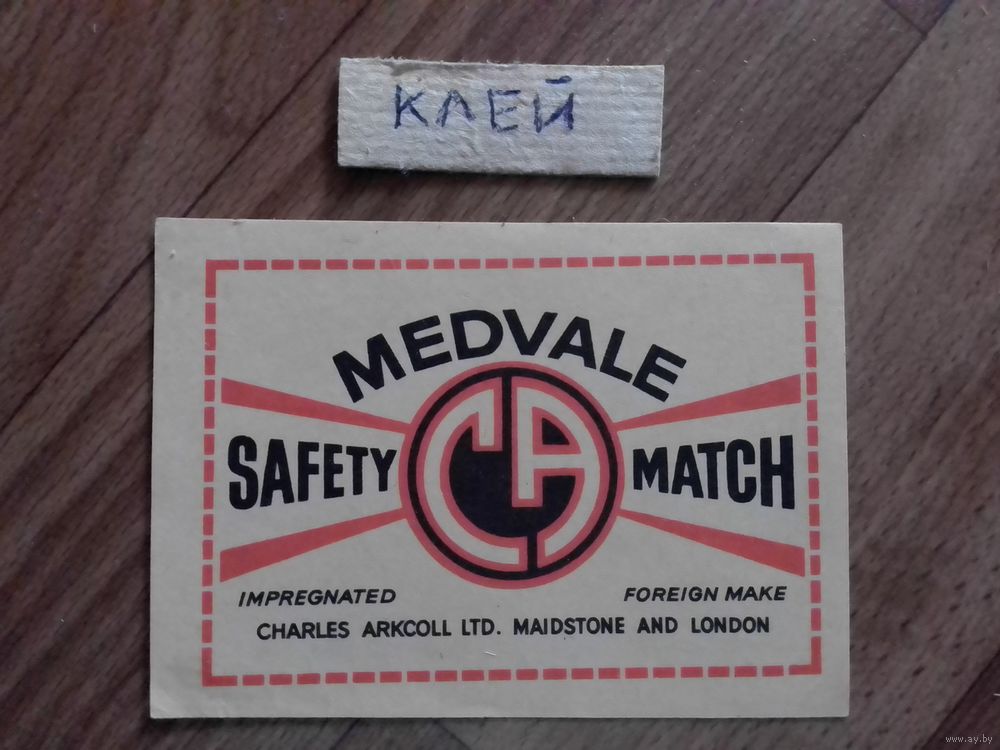 КЛЕЙ
MEDVALE
SAFETY CA MATCH
IMPREGNATED FOREIGN MAKE
CHARLES ARKCOLL LTD. MAIDSTONE AND LONDON
www.ay.by